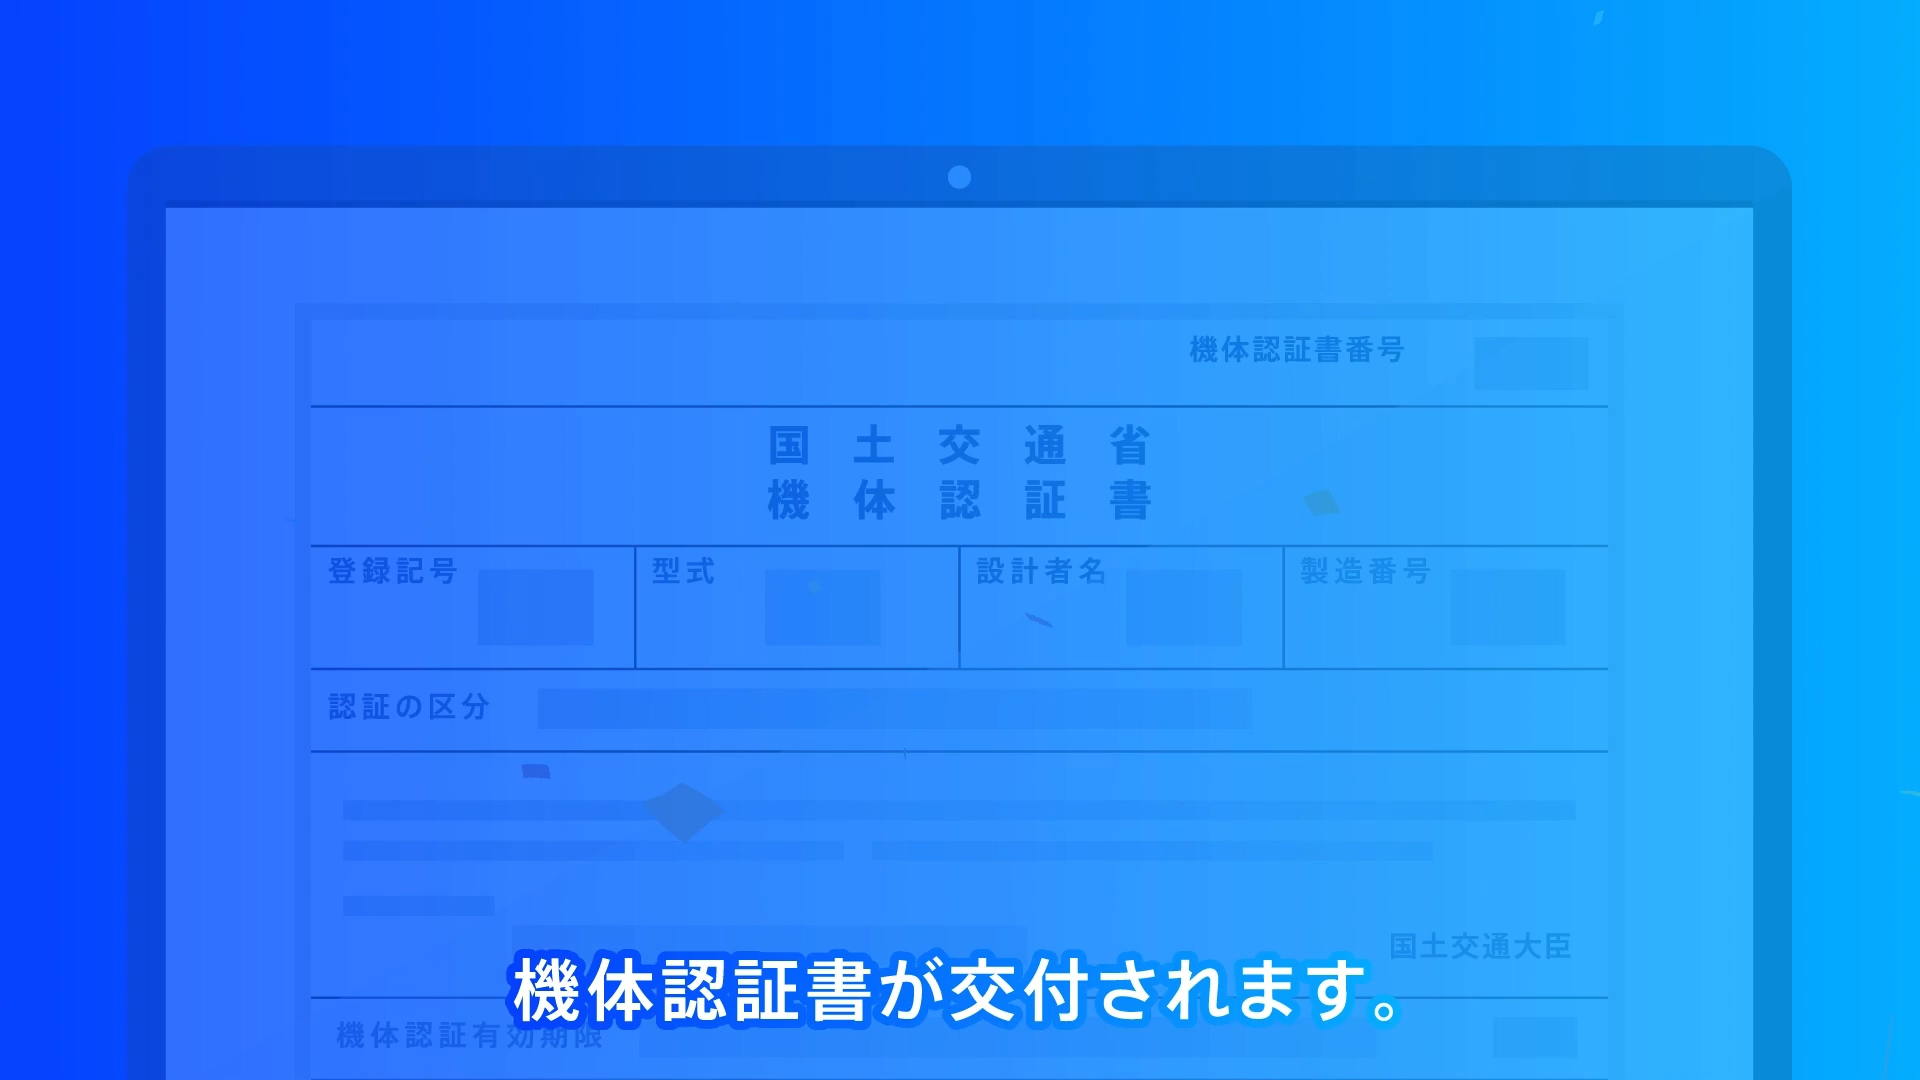 機体認証書番号
国土交通省
機体認証書
登録記号
型式
設計者名
製造番号
認証の区分
国土交通大臣
機体認証書が交付されます。
機体認証有効期限